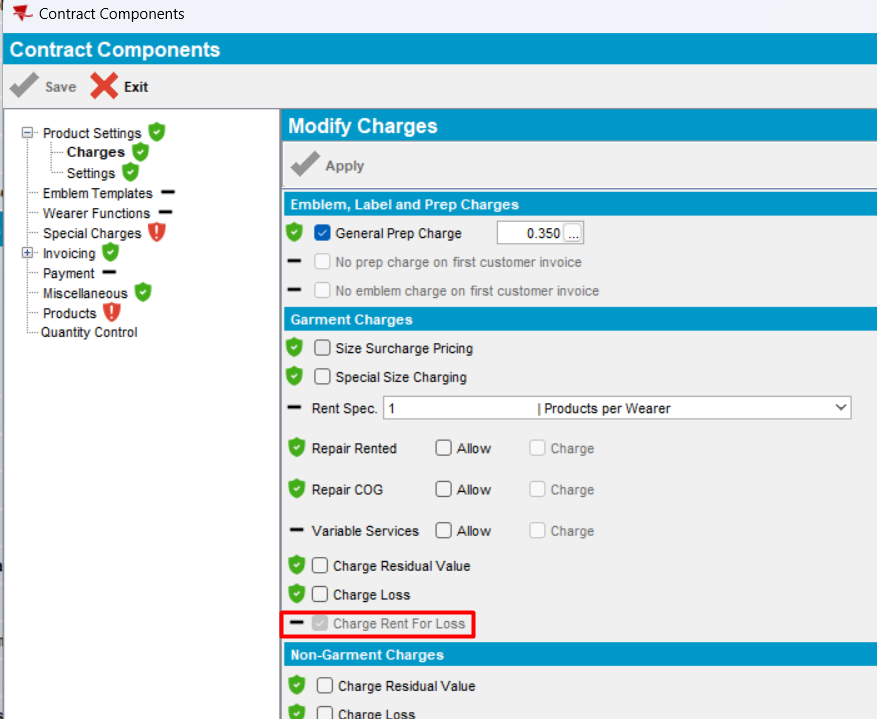 Contract Components
Contract Components
Save Exit
Product Settings
Charges
Settings
Emblem Templates
Wearer Functions
Special Charges
Invoicing
Payment
Miscellaneous
Products
Quantity Control
Modify Charges
Apply
Emblem, Label and Prep Charges
General Prep Charge 0.350 ...
No prep charge on first customer invoice
No emblem charge on first customer invoice
Garment Charges
Size Surcharge Pricing
Special Size Charging
Rent Spec. 1 | Products per Wearer
Repair Rented Allow Charge
Repair COG Allow Charge
Variable Services Allow Charge
Charge Residual Value
Charge Loss
Charge Rent For Loss
Non-Garment Charges
Charge Residual Value
Charge Loss